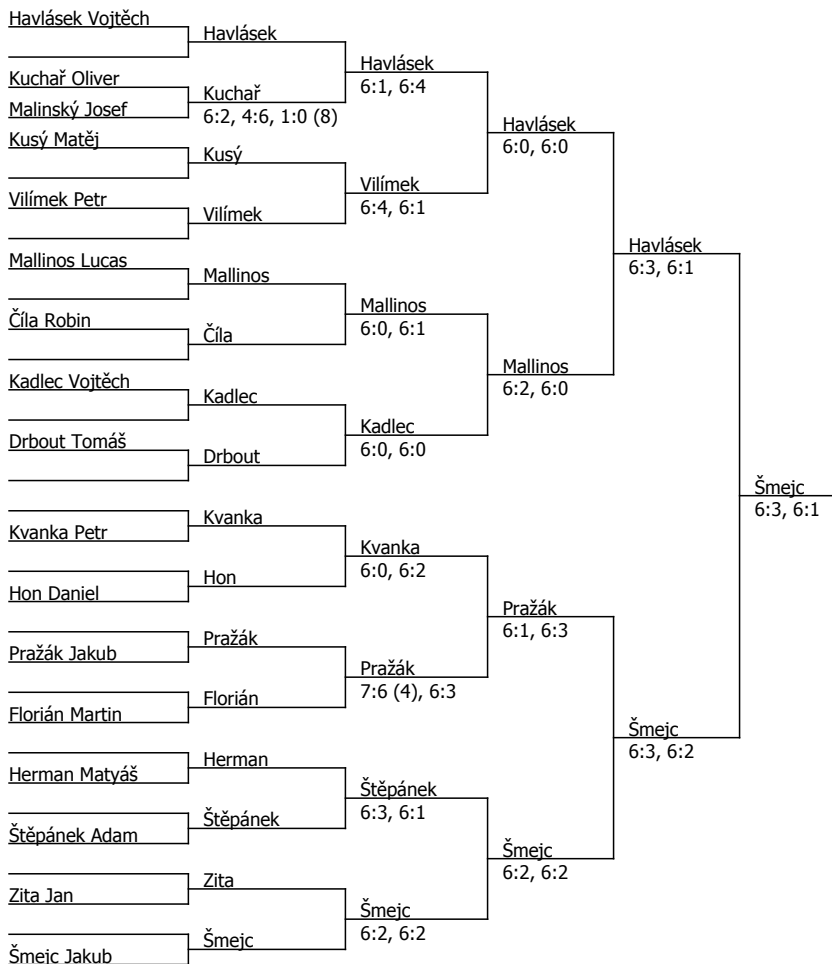 Havlásek Vojtěch
Havlásek
Havlásek
6:1, 6:4
Kuchař Oliver
Kuchař
6:2, 4:6, 1:0 (8)
Malinský Josef
Havlásek
6:0, 6:0
Kusý Matěj
Kusý
Vilímek
6:4, 6:1
Vilímek Petr
Vilímek
Havlásek
6:3, 6:1
Mallinos Lucas
Mallinos
Mallinos
6:0, 6:1
Číla Robin
Číla
Mallinos
6:2, 6:0
Kadlec Vojtěch
Kadlec
Kadlec
6:0, 6:0
Drbout Tomáš
Drbout
Šmejc
6:3, 6:1
Kvanka Petr
Kvanka
Kvanka
6:0, 6:2
Hon Daniel
Hon
Pražák
6:1, 6:3
Pražák Jakub
Pražák
Pražák
7:6 (4), 6:3
Florián Martin
Florián
Šmejc
6:3, 6:2
Herman Matyáš
Herman
Štěpánek
6:3, 6:1
Štěpánek Adam
Štěpánek
Šmejc
6:2, 6:2
Zita Jan
Zita
Šmejc
6:2, 6:2
Šmejc Jakub
Šmejc